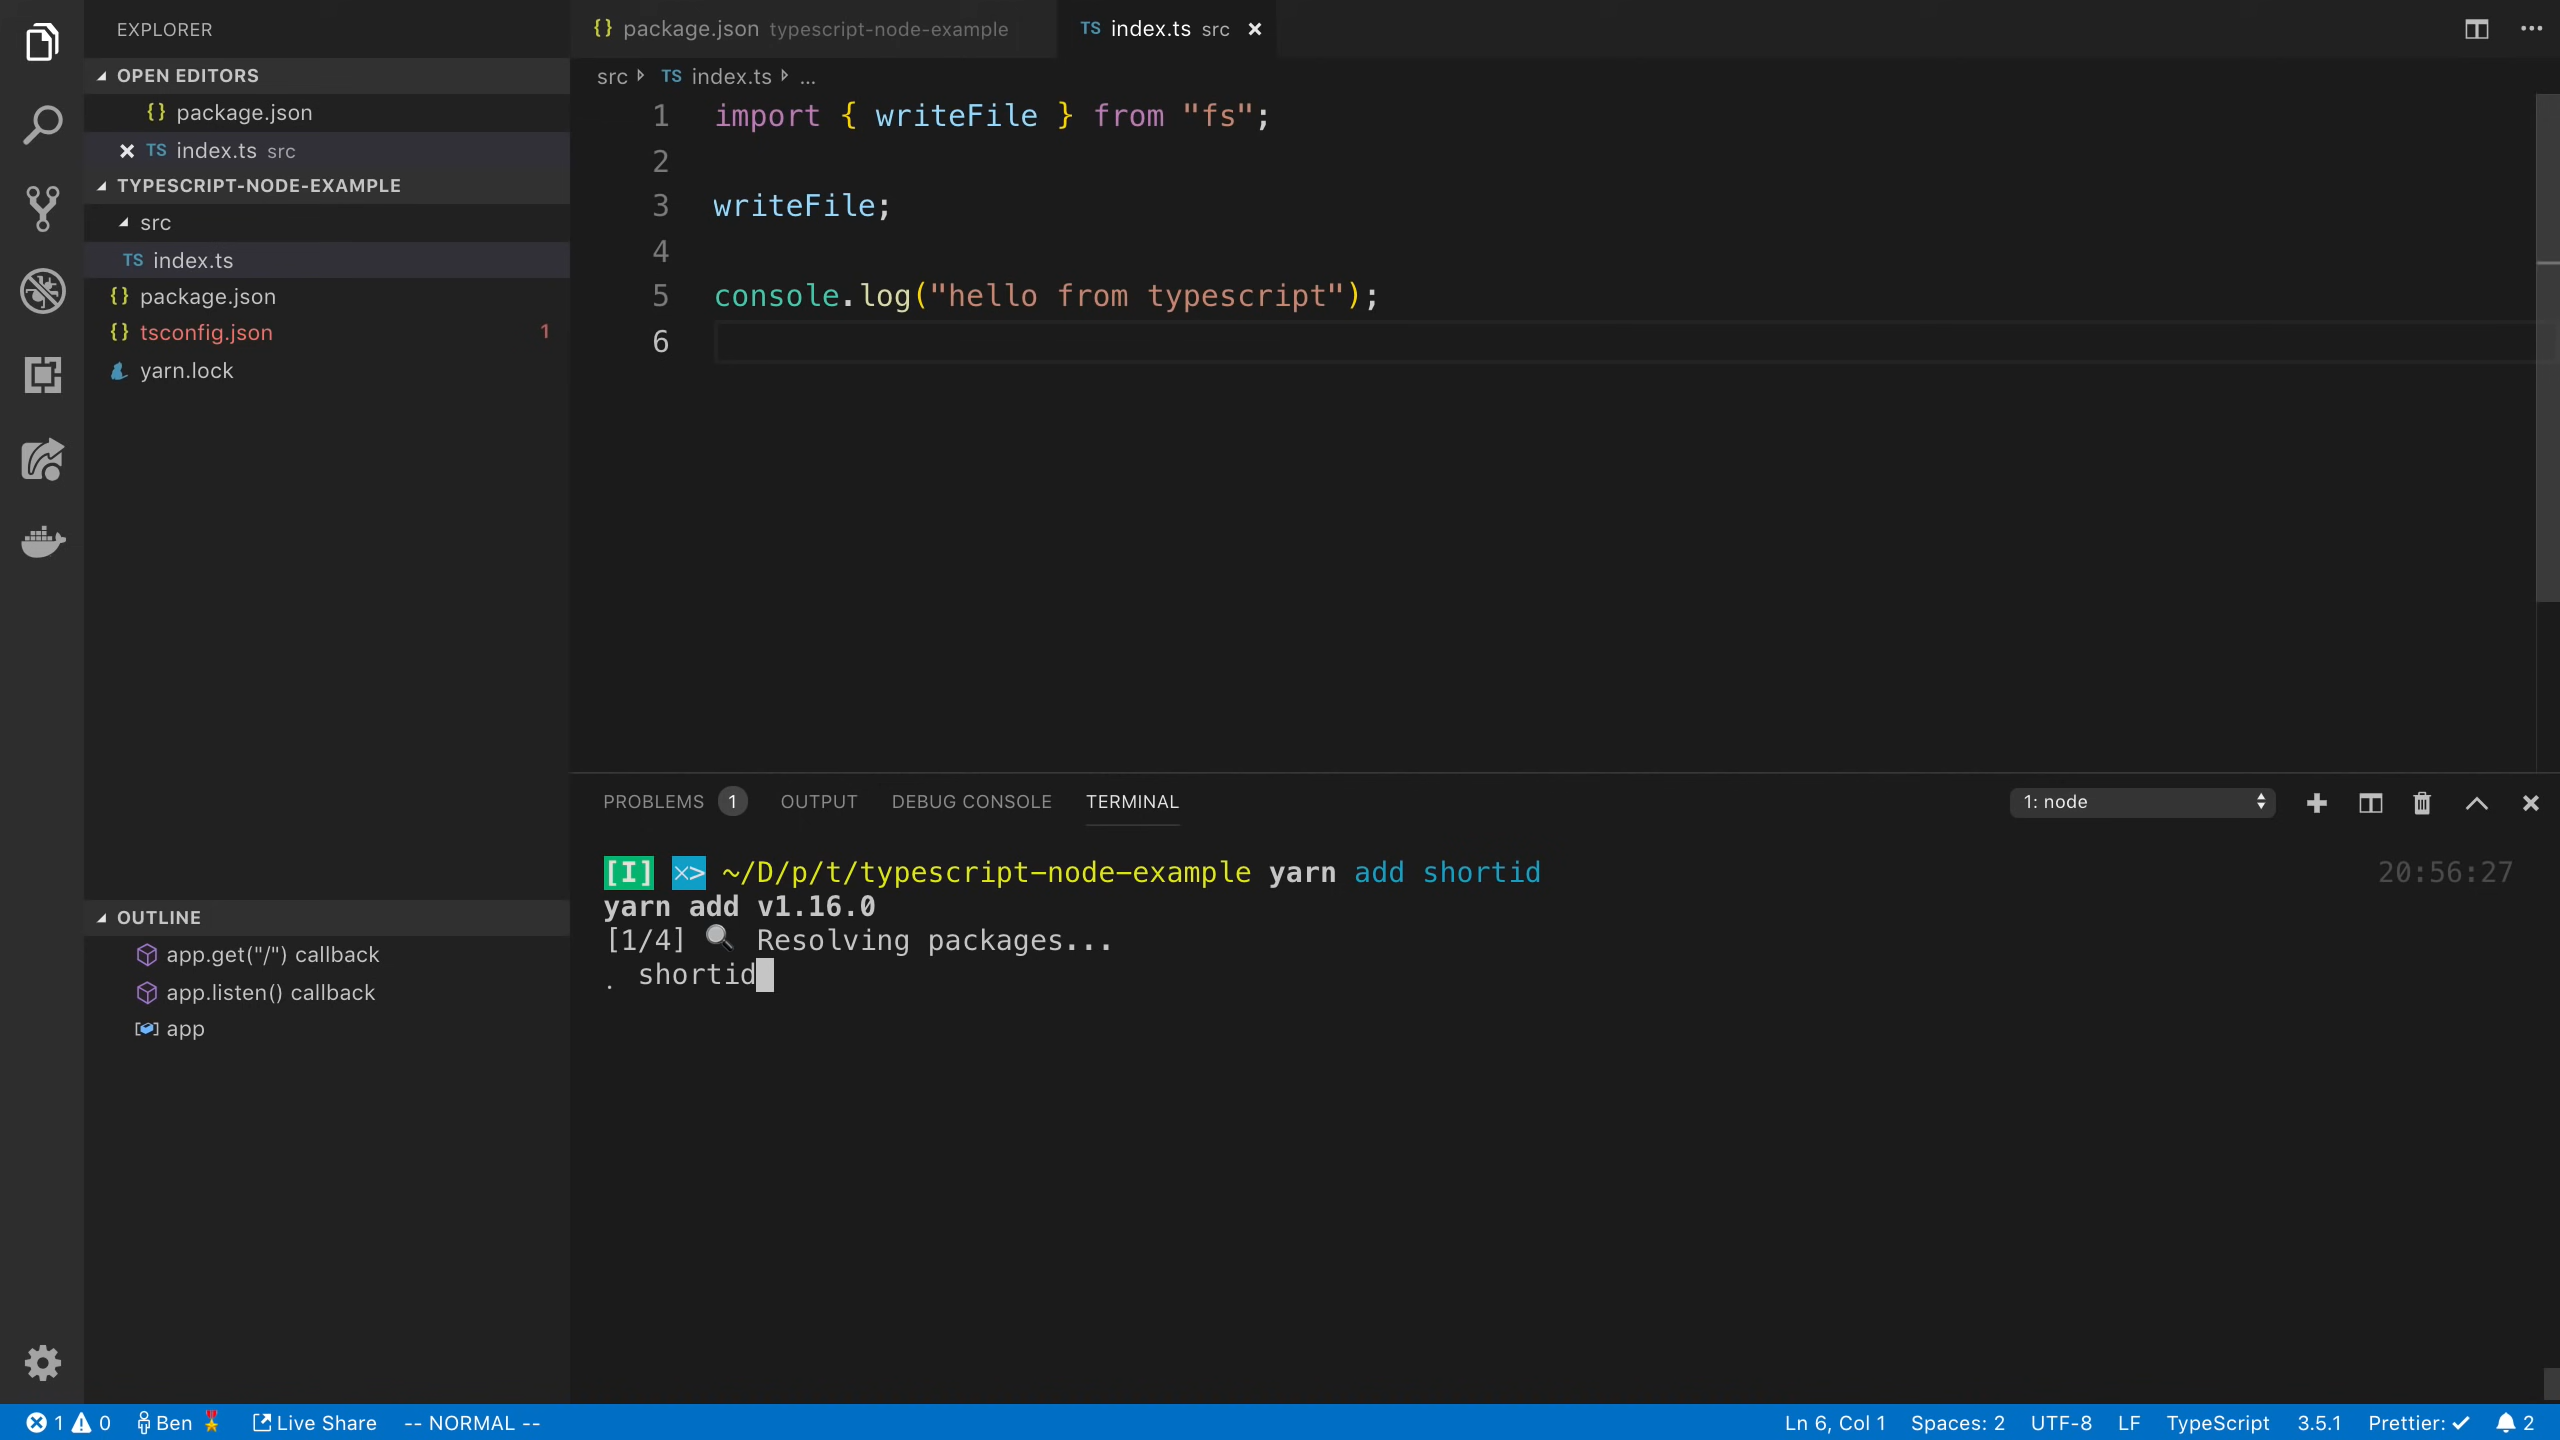 EXPLORER
OPEN EDITORS
{} package.json
TS index.ts src
TYPESCRIPT-NODE-EXAMPLE
src
TS index.ts
{} package.json
{} tsconfig.json 1
yarn.lock
OUTLINE
app.get("/") callback
app.listen() callback
app
{} package.json typescript-node-example
TS index.ts src
src TS index.ts ...
1 import { writeFile } from "fs";
2
3 writeFile;
4
5 console.log("hello from typescript");
6
PROBLEMS 1 OUTPUT DEBUG CONSOLE TERMINAL 1: node
[I] ~/D/p/t/typescript-node-example yarn add shortid 20:56:27
yarn add v1.16.0
[1/4] 🔍 Resolving packages...
. shortid
1 0 Ben 🎖 Live Share -- NORMAL -- Ln 6, Col 1 Spaces: 2 UTF-8 LF TypeScript 3.5.1 Prettier: ✓ 2